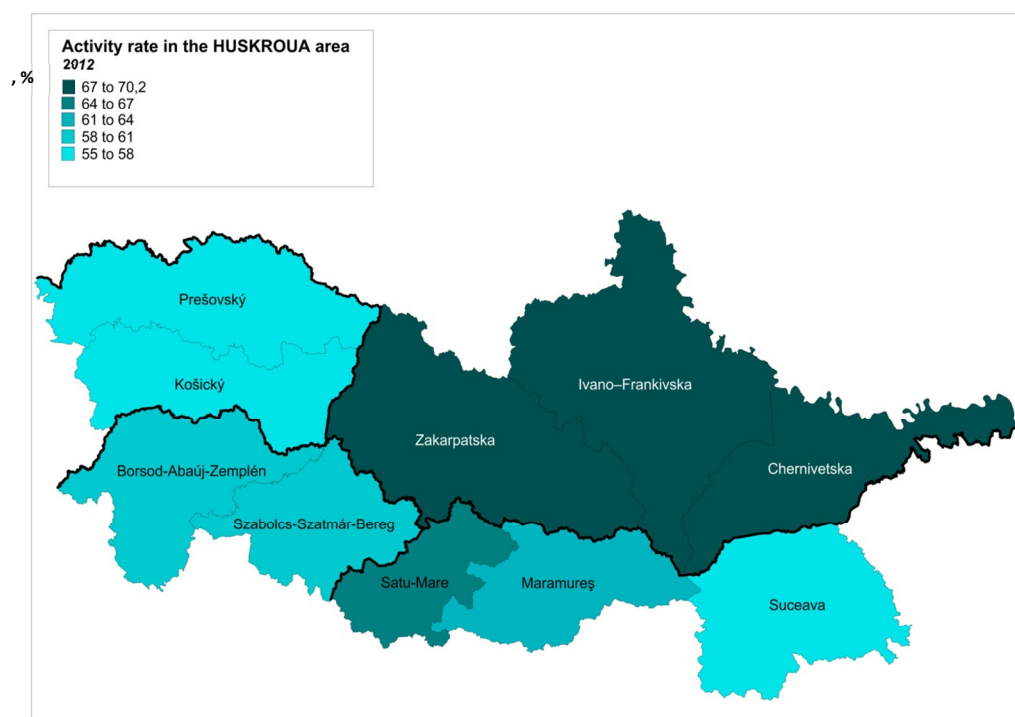 Activity rate in the HUSKROUA area
2012
, %
67 to 70,2
64 to 67
61 to 64
58 to 61
55 to 58
Prešovský
Košický
Ivano–Frankivska
Zakarpatska
Borsod-Abaúj-Zemplén
Chernivetska
Szabolcs-Szatmár-Bereg
Satu-Mare
Maramureş
Suceava